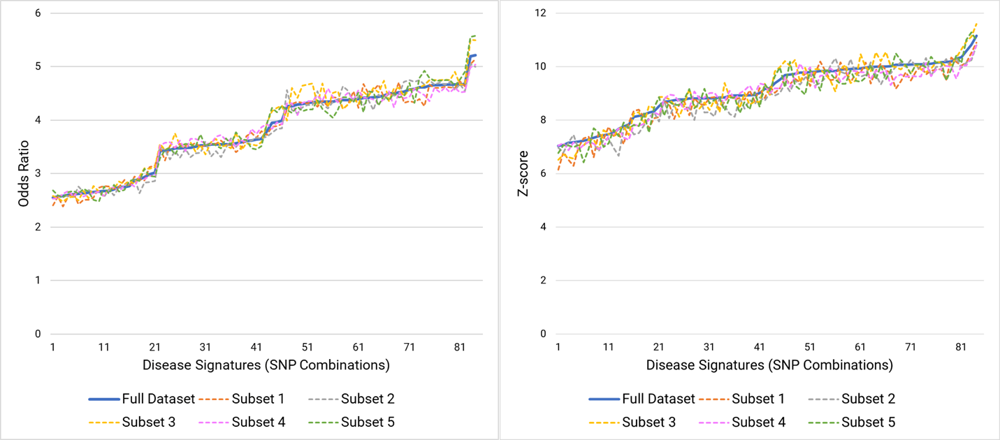 6
5
4
3
2
1
0
Odds Ratio
1 11 21 31 41 51 61 71 81
Disease Signatures (SNP Combinations)
Full Dataset Subset 1 Subset 2
Subset 3 Subset 4 Subset 5
12
10
8
6
4
2
0
Z-score
1 11 21 31 41 51 61 71 81
Disease Signatures (SNP Combinations)
Full Dataset Subset 1 Subset 2
Subset 3 Subset 4 Subset 5